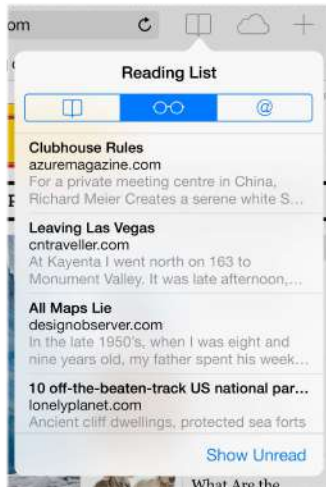 om
Reading List
@
Clubhouse Rules
azuremagazine.com
For a private meeting centre in China,
Richard Meier Creates a serene white S...
Leaving Las Vegas
cntraveller.com
At Kayenta I went north on 163 to
Monument Valley. It was late afternoon,...
All Maps Lie
designobserver.com
In the late 1950's, when I was eight and
nine years old, my father spent his week...
10 off-the-beaten-track US national par...
lonelyplanet.com
Ancient cliff dwellings, protected sea forts
Show Unread
What Are the